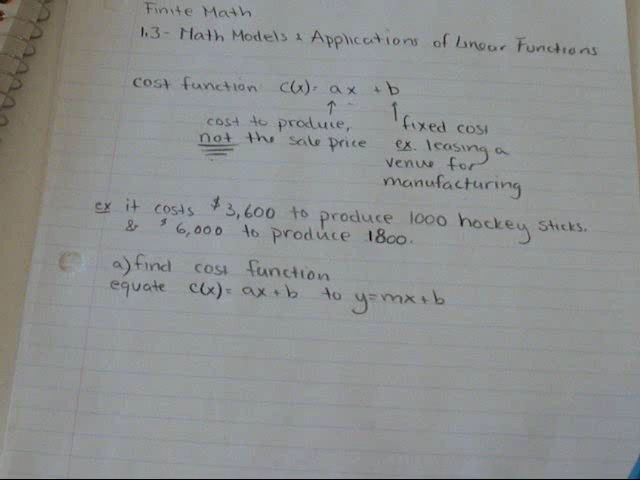 Finite Math
1.3- Math Models & Applications of Linear Functions
cost function c(x)= ax + b
cost to produce,
not the sale price
fixed cost
ex. leasing a
venue for
manufacturing
ex it costs $3,600 to produce 1000 hockey sticks.
& $6,000 to produce 1800.
a) find cost function
equate c(x)= ax + b to y=mx+b